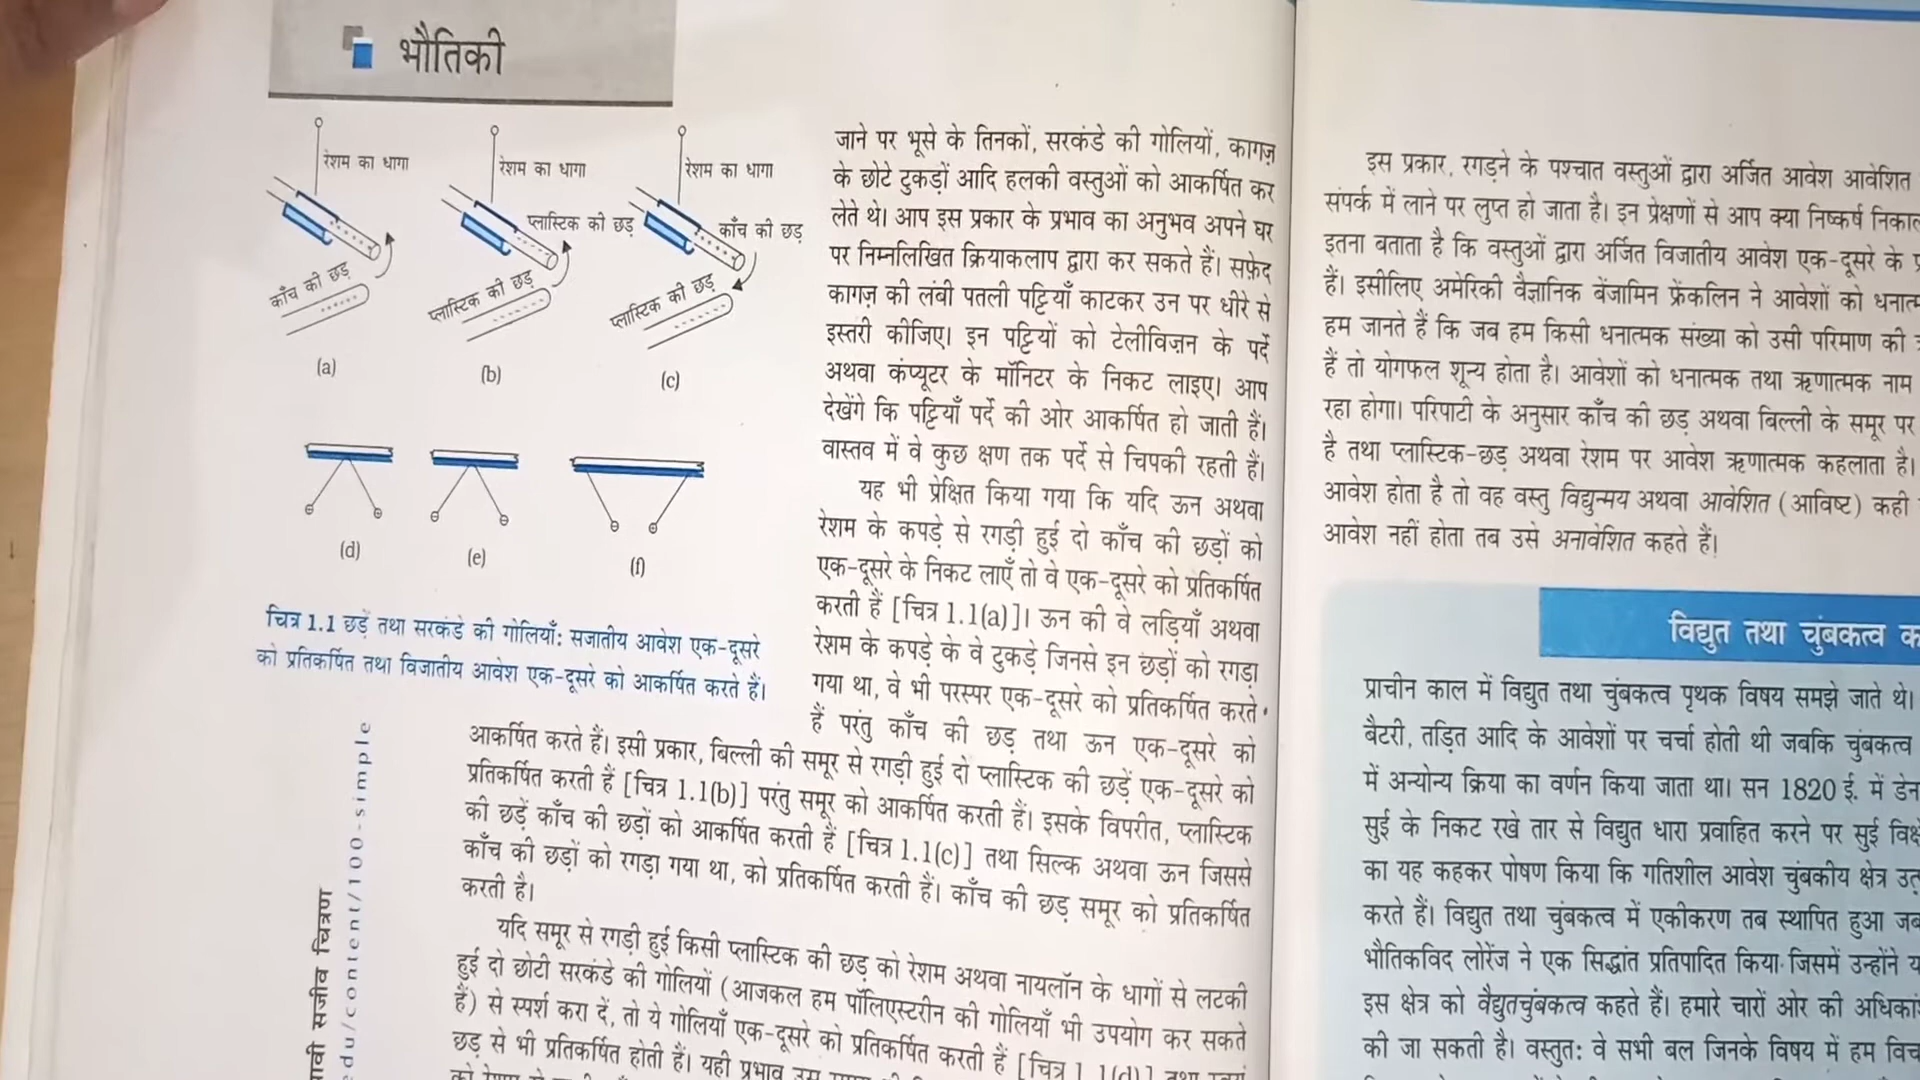 भौतिकी
रेशम का धागा
काँच की छड़
(a)
रेशम का धागा
प्लास्टिक की छड़
प्लास्टिक की छड़
(b)
रेशम का धागा
काँच की छड़
प्लास्टिक की छड़
(c)
(d)
(e)
(f)
चित्र 1.1 छड़ें तथा सरकंडे की गोलियाँ: सजातीय आवेश एक-दूसरे
को प्रतिकर्षित तथा विजातीय आवेश एक-दूसरे को आकर्षित करते हैं।
जाने पर भूसे के तिनकों, सरकंडे की गोलियों, कागज़
के छोटे टुकड़ों आदि हलकी वस्तुओं को आकर्षित कर
लेते थे। आप इस प्रकार के प्रभाव का अनुभव अपने घर
पर निम्नलिखित क्रियाकलाप द्वारा कर सकते हैं। सफ़ेद
कागज़ की लंबी पतली पट्टियाँ काटकर उन पर धीरे से
इस्तरी कीजिए। इन पट्टियों को टेलीविज़न के पर्दे
अथवा कंप्यूटर के मॉनिटर के निकट लाइए। आप
देखेंगे कि पट्टियाँ पर्दे की ओर आकर्षित हो जाती हैं।
वास्तव में वे कुछ क्षण तक पर्दे से चिपकी रहती हैं।
यह भी प्रेक्षित किया गया कि यदि ऊन अथवा
रेशम के कपड़े से रगड़ी हुई दो काँच की छड़ों को
एक-दूसरे के निकट लाएँ तो वे एक-दूसरे को प्रतिकर्षित
करती हैं [चित्र 1.1(a)]। ऊन की वे लड़ियाँ अथवा
रेशम के कपड़े के वे टुकड़े जिनसे इन छड़ों को रगड़ा
गया था, वे भी परस्पर एक-दूसरे को प्रतिकर्षित करते
हैं परंतु काँच की छड़ तथा ऊन एक-दूसरे को
आकर्षित करते हैं। इसी प्रकार, बिल्ली की समूर से रगड़ी हुई दो प्लास्टिक की छड़ें एक-दूसरे को
प्रतिकर्षित करती हैं [चित्र 1.1(b)] परंतु समूर को आकर्षित करती हैं। इसके विपरीत, प्लास्टिक
की छड़ें काँच की छड़ों को आकर्षित करती हैं [चित्र 1.1(c)] तथा सिल्क अथवा ऊन जिससे
काँच की छड़ों को रगड़ा गया था, को प्रतिकर्षित करती हैं। काँच की छड़ समूर को प्रतिकर्षित
करती है।
यदि समूर से रगड़ी हुई किसी प्लास्टिक की छड़ को रेशम अथवा नायलॉन के धागों से लटकी
हुई दो छोटी सरकंडे की गोलियों (आजकल हम पॉलिएस्टरीन की गोलियाँ भी उपयोग कर सकते
हैं) से स्पर्श करा दें, तो ये गोलियाँ एक-दूसरे को प्रतिकर्षित करती हैं [चित्र 1.1(d)] तथा
छड़ से भी प्रतिकर्षित होती हैं। यही प्रभाव
सजीव चित्रण
edu/content/100-simple
इस प्रकार, रगड़ने के पश्चात वस्तुओं द्वारा अर्जित आवेश आवेशित
संपर्क में लाने पर लुप्त हो जाता है। इन प्रेक्षणों से आप क्या निष्कर्ष
इतना बताता है कि वस्तुओं द्वारा अर्जित विजातीय आवेश एक-दूसरे के
हैं। इसीलिए अमेरिकी वैज्ञानिक बेंजामिन फ्रेंकलिन ने आवेशों को
हम जानते हैं कि जब हम किसी धनात्मक संख्या को उसी परिमाण की
हैं तो योगफल शून्य होता है। आवेशों को धनात्मक तथा ऋणात्मक नाम
रहा होगा। परिपाटी के अनुसार काँच की छड़ अथवा बिल्ली के समूर पर
है तथा प्लास्टिक-छड़ अथवा रेशम पर आवेश ऋणात्मक कहलाता है।
आवेश होता है तो वह वस्तु विद्युन्मय अथवा आवेशित (आविष्ट) कही
आवेश नहीं होता तब उसे अनावेशित कहते हैं।
विद्युत तथा चुंबकत्व
प्राचीन काल में विद्युत तथा चुंबकत्व पृथक विषय समझे जाते थे।
बैटरी, तड़ित आदि के आवेशों पर चर्चा होती थी जबकि चुंबकत्व
में अन्योन्य क्रिया का वर्णन किया जाता था। सन 1820 ई. में
सुई के निकट रखे तार से विद्युत धारा प्रवाहित करने पर सुई
का यह कहकर पोषण किया कि गतिशील आवेश चुंबकीय क्षेत्र
करते हैं। विद्युत तथा चुंबकत्व में एकीकरण तब स्थापित हुआ जब
भौतिकविद लोरेंज ने एक सिद्धांत प्रतिपादित किया जिसमें उन्होंने
इस क्षेत्र को वैद्युतचुंबकत्व कहते हैं। हमारे चारों ओर की
की जा सकती है। वस्तुत: वे सभी बल जिनके विषय में हम